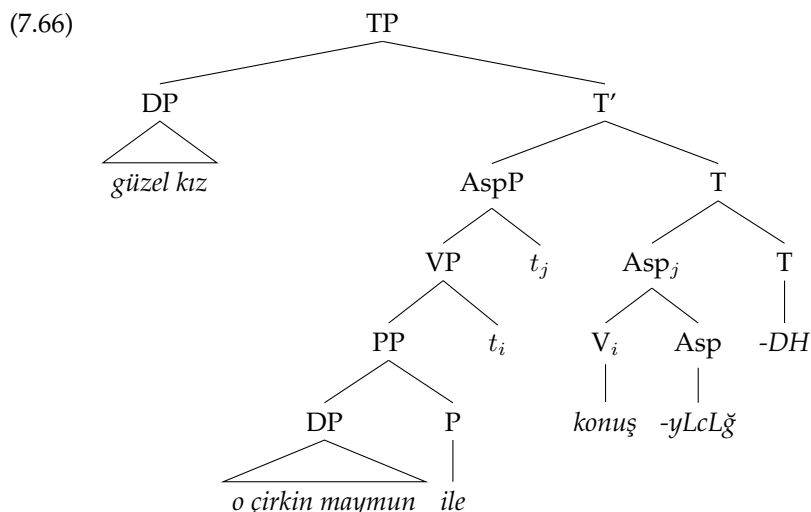 (7.66) TP
DP T′
güzel kız
AspP T
VP t_j Asp_j T
PP t_i V_i Asp -DH
DP P konuş -yLcLğ
o çirkin maymun ile